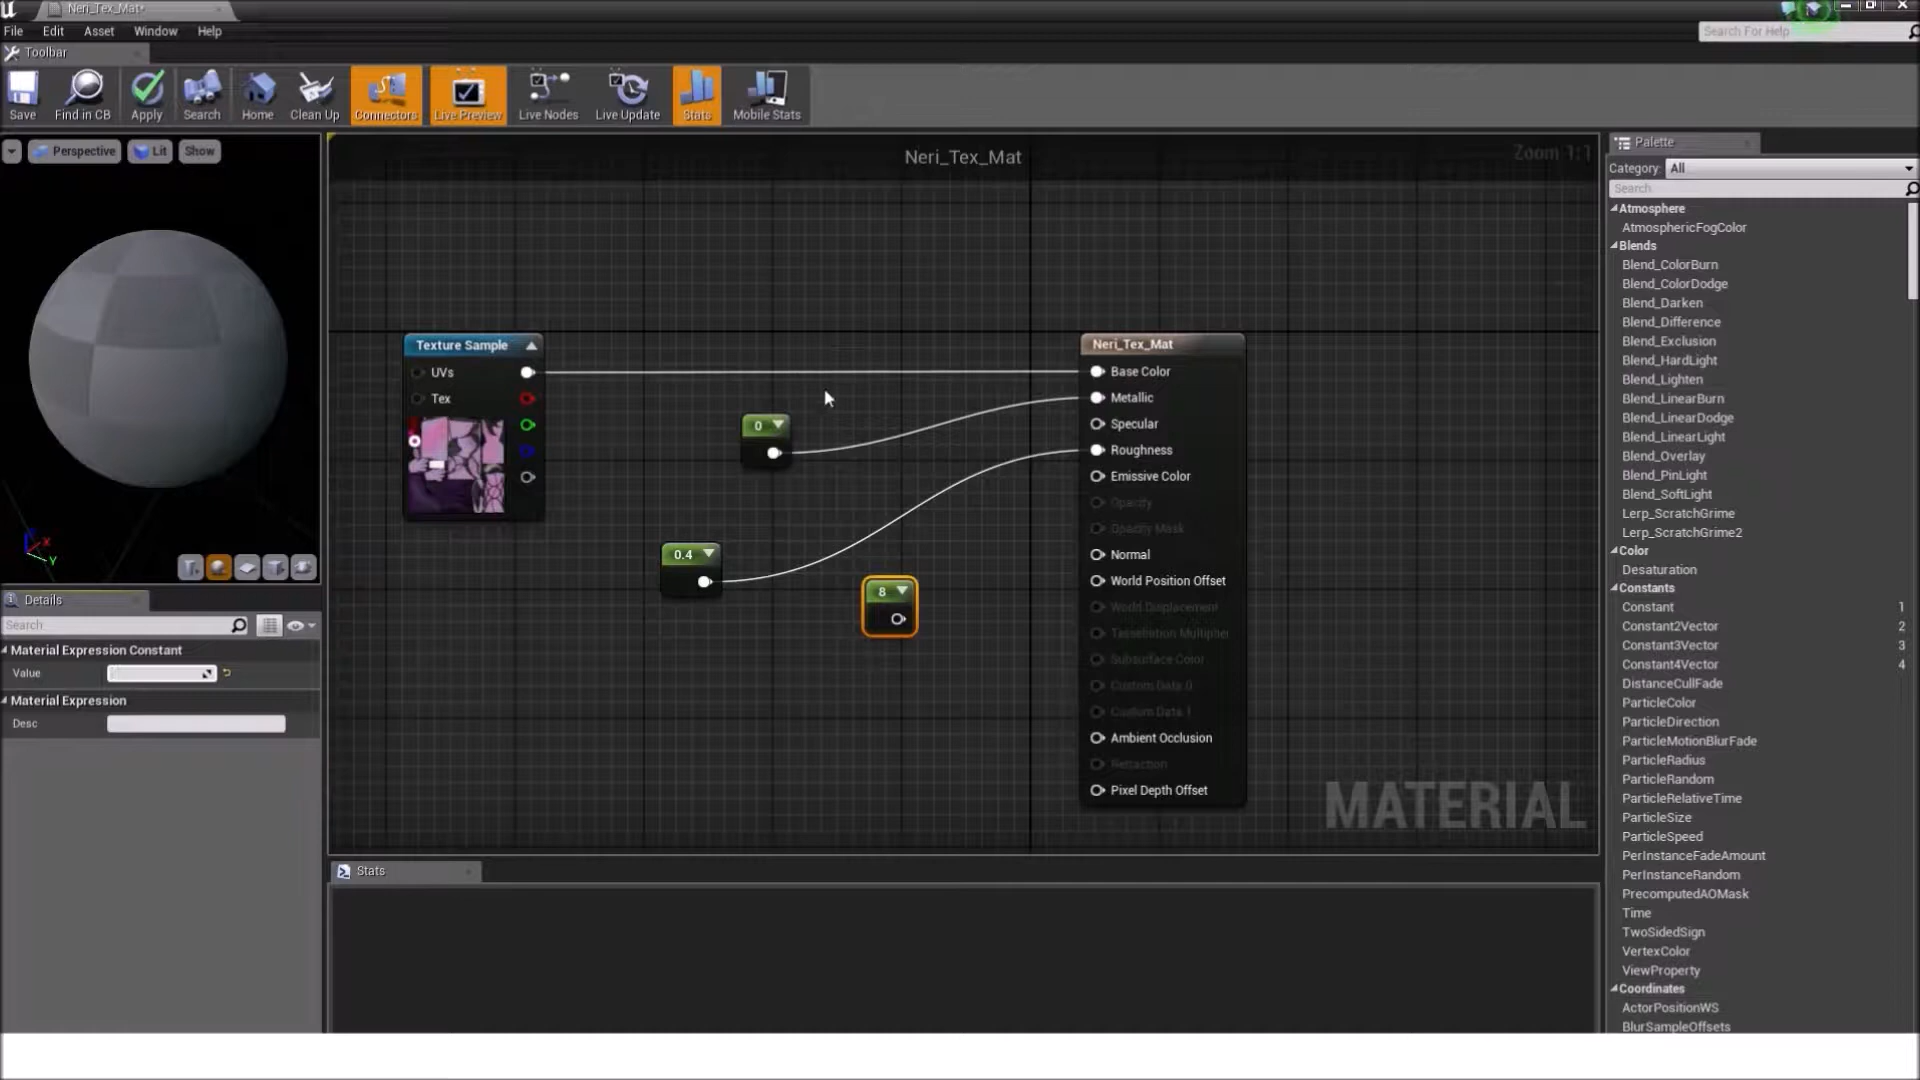 Neri_Tex_Mat*
File Edit Asset Window Help
Search For Help
Toolbar
Save Find in CB Apply Search Home Clean Up Connectors Live Preview Live Nodes Live Update Stats Mobile Stats
Perspective Lit Show
Neri_Tex_Mat
Zoom 1:1
Texture Sample
UVs
Tex
0
0.4
8
Neri_Tex_Mat
Base Color
Metallic
Specular
Roughness
Emissive Color
Opacity
Opacity Mask
Normal
World Position Offset
World Displacement
Tessellation Multiplier
Subsurface Color
Custom Data 0
Custom Data 1
Ambient Occlusion
Refraction
Pixel Depth Offset
MATERIAL
X
Y
Details
Search
Material Expression Constant
Value
Material Expression
Desc
Stats
Palette
Category: All
Search
Atmosphere
AtmosphericFogColor
Blends
Blend_ColorBurn
Blend_ColorDodge
Blend_Darken
Blend_Difference
Blend_Exclusion
Blend_HardLight
Blend_Lighten
Blend_LinearBurn
Blend_LinearDodge
Blend_LinearLight
Blend_Overlay
Blend_PinLight
Blend_SoftLight
Lerp_ScratchGrime
Lerp_ScratchGrime2
Color
Desaturation
Constants
Constant 1
Constant2Vector 2
Constant3Vector 3
Constant4Vector 4
DistanceCullFade
ParticleColor
ParticleDirection
ParticleMotionBlurFade
ParticleRadius
ParticleRandom
ParticleRelativeTime
ParticleSize
ParticleSpeed
PerInstanceFadeAmount
PerInstanceRandom
PrecomputedAOMask
Time
TwoSidedSign
VertexColor
ViewProperty
Coordinates
ActorPositionWS
BlurSampleOffsets